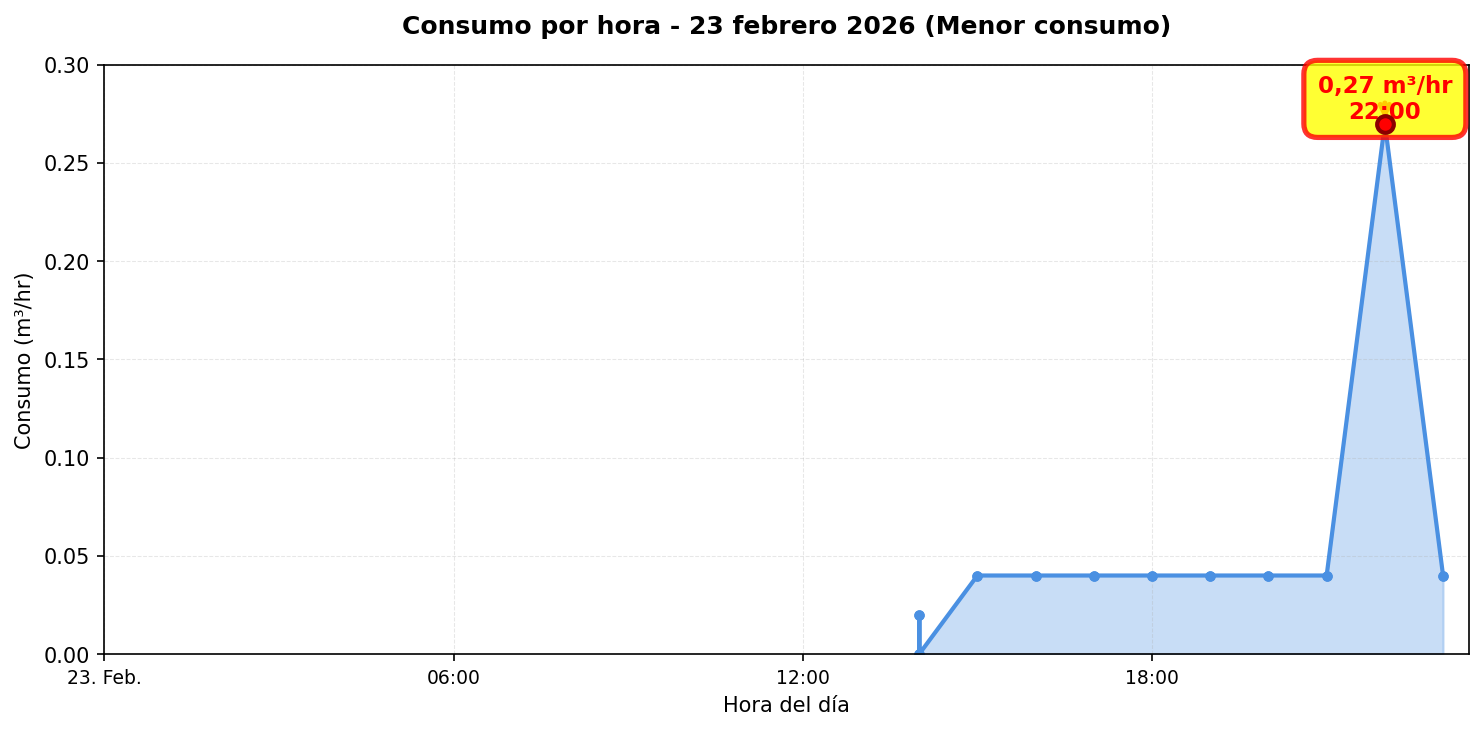 Consumo por hora - 23 febrero 2026 (Menor consumo)
0,27 m³/hr
22:00
0.30
0.25
0.20
0.15
0.10
0.05
0.00
Consumo (m³/hr)
23. Feb.
06:00
12:00
18:00
Hora del día